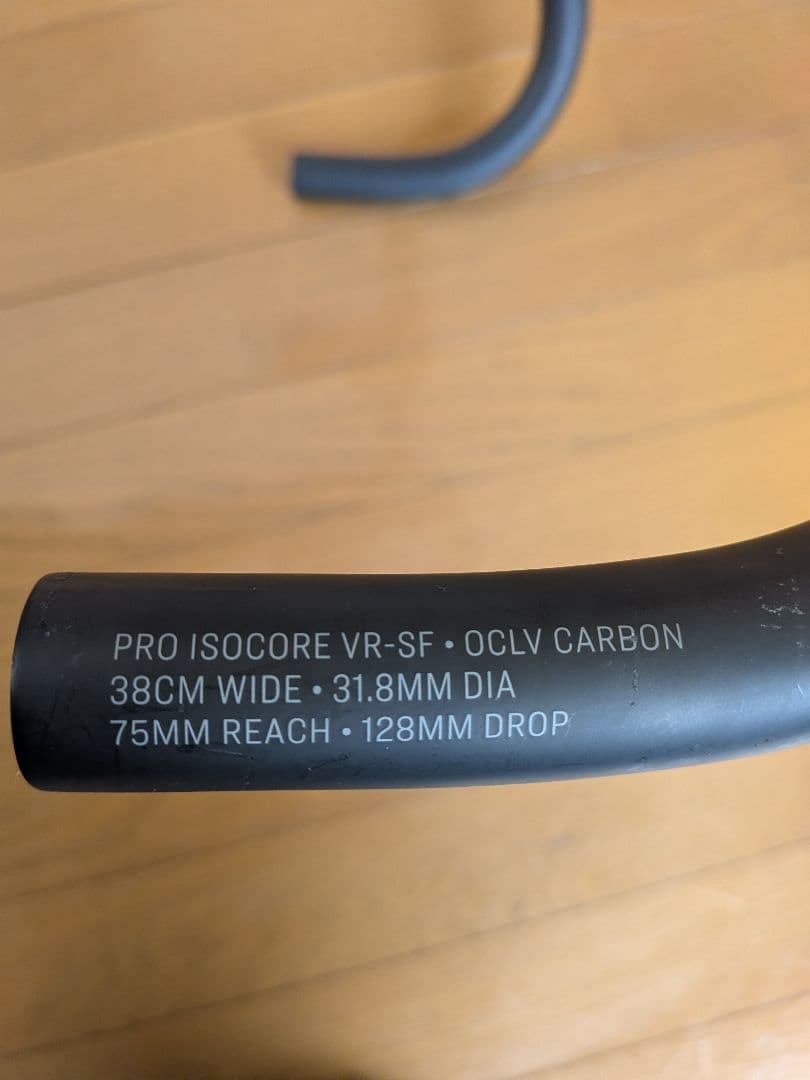 PRO ISOCORE VR-SF • OCLV CARBON
38CM WIDE • 31.8MM DIA
75MM REACH • 128MM DROP